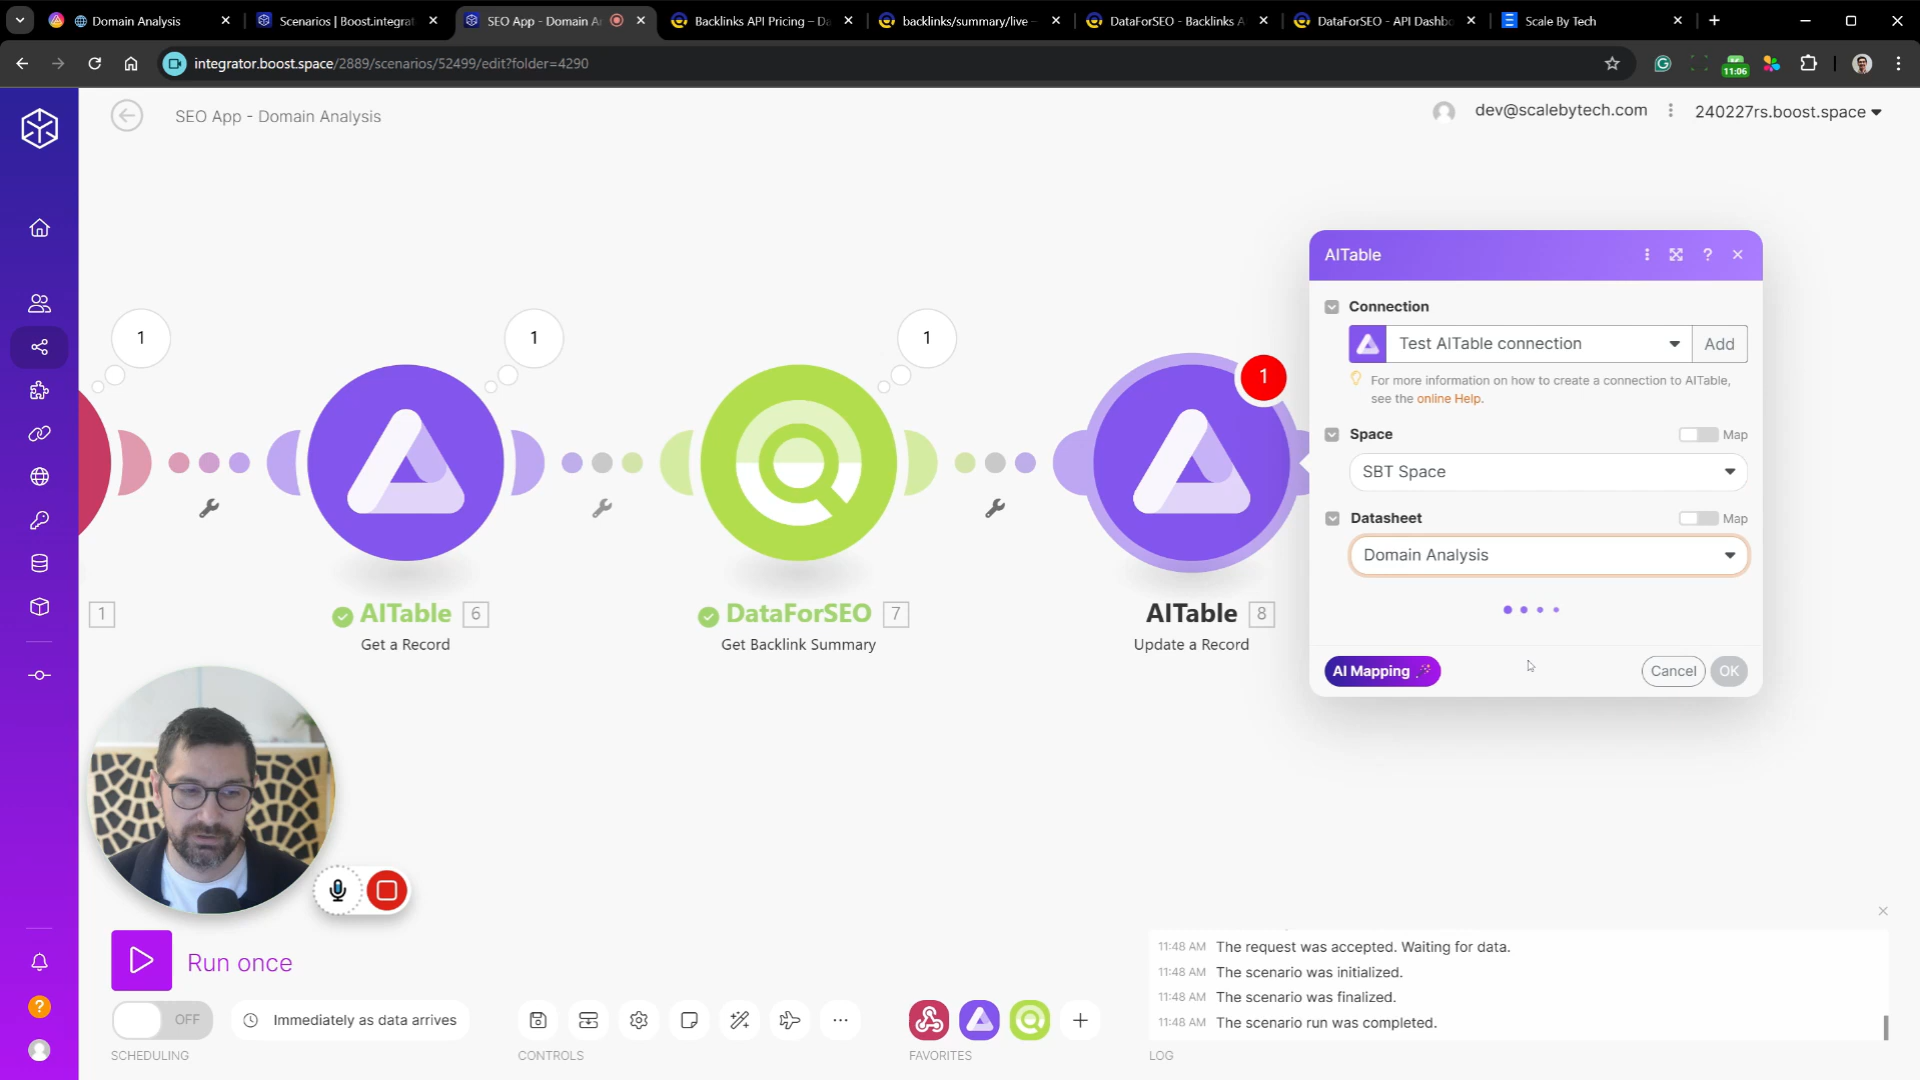 Domain Analysis
Scenarios | Boost.integrat
SEO App - Domain A
Backlinks API Pricing – Da
backlinks/summary/live –
DataForSEO - Backlinks A
DataForSEO - API Dashbo
Scale By Tech
integrator.boost.space/2889/scenarios/52499/edit?folder=4290
11:06
SEO App - Domain Analysis
dev@scalebytech.com
240227rs.boost.space
AITable
Connection
Test AITable connection
Add
For more information on how to create a connection to AITable,
see the online Help.
Space
Map
SBT Space
Datasheet
Map
Domain Analysis
AI Mapping
Cancel
OK
1
1
1
1
1
AITable 6
Get a Record
DataForSEO 7
Get Backlink Summary
AITable 8
Update a Record
Run once
OFF
Immediately as data arrives
SCHEDULING
CONTROLS
FAVORITES
11:48 AM The request was accepted. Waiting for data.
11:48 AM The scenario was initialized.
11:48 AM The scenario was finalized.
11:48 AM The scenario run was completed.
LOG